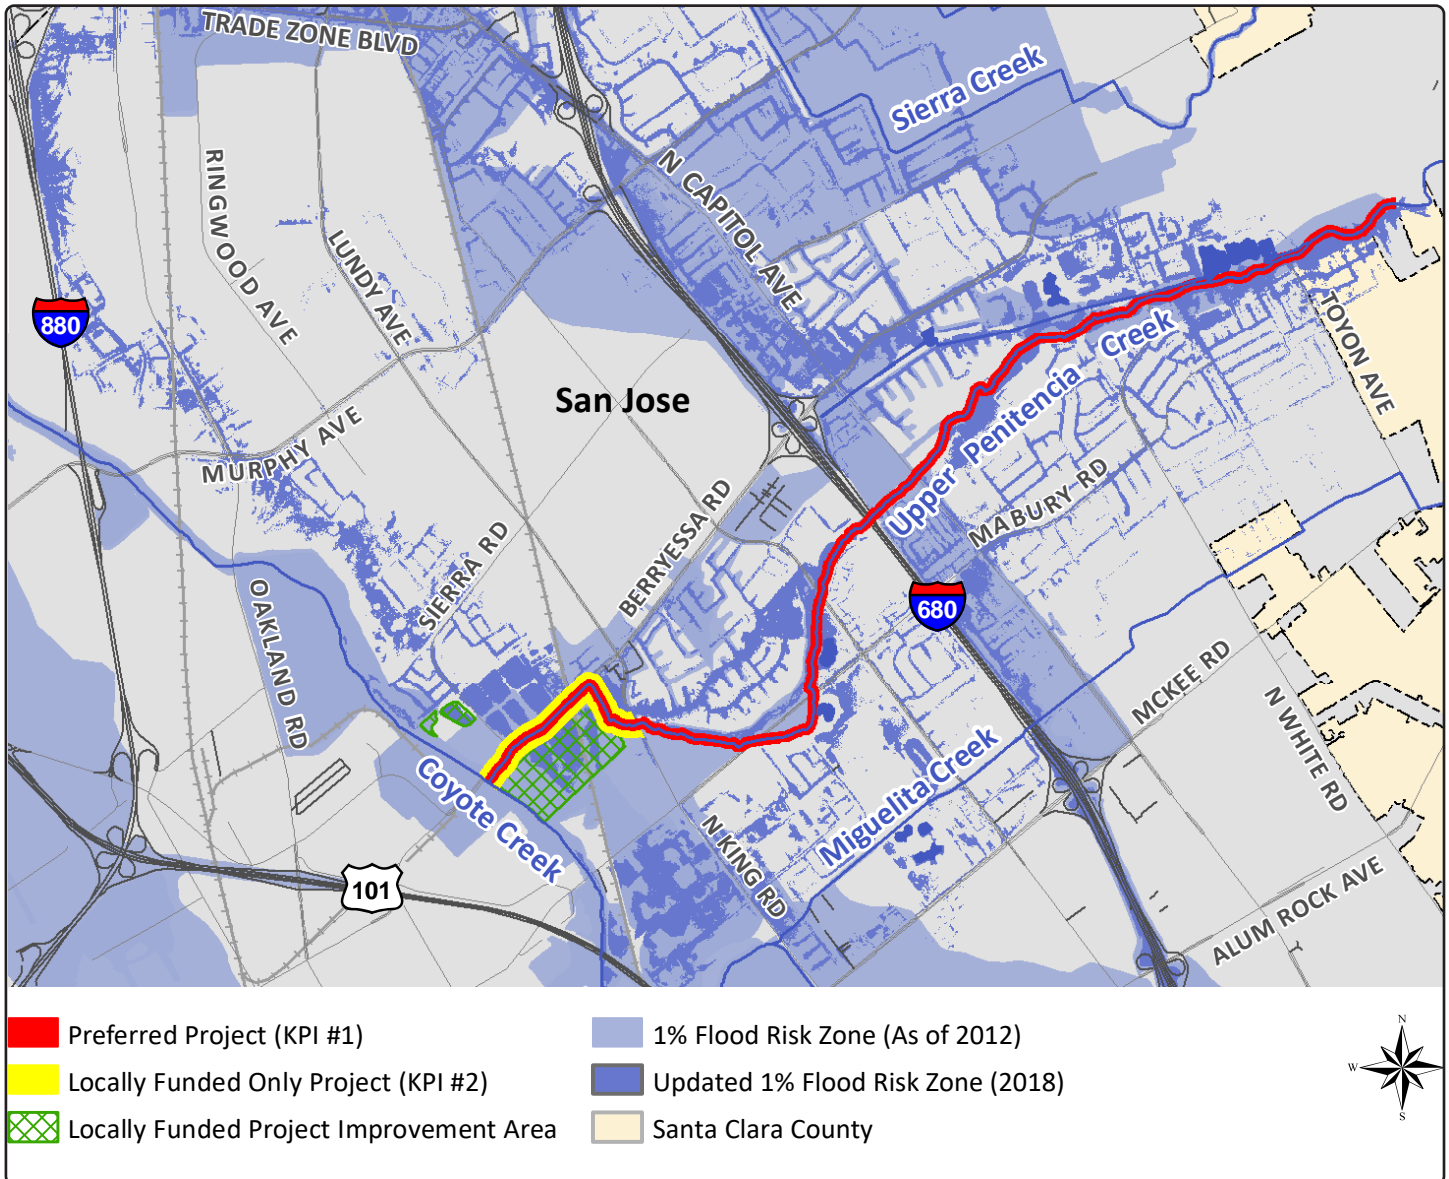 TRADE ZONE BLVD
Sierra Creek
RINGWOOD AVE
LUNDY AVE
N CAPITOL AVE
880
TOYON AVE
San Jose
Upper Penitencia Creek
MURPHY AVE
MABURY RD
BERRYESSA RD
SIERRA RD
OAKLAND RD
680
MCKEE RD
N WHITE RD
Coyote Creek
Miguelita Creek
N KING RD
101
ALUM ROCK AVE
Preferred Project (KPI #1)
Locally Funded Only Project (KPI #2)
Locally Funded Project Improvement Area
1% Flood Risk Zone (As of 2012)
Updated 1% Flood Risk Zone (2018)
Santa Clara County
N
W
S